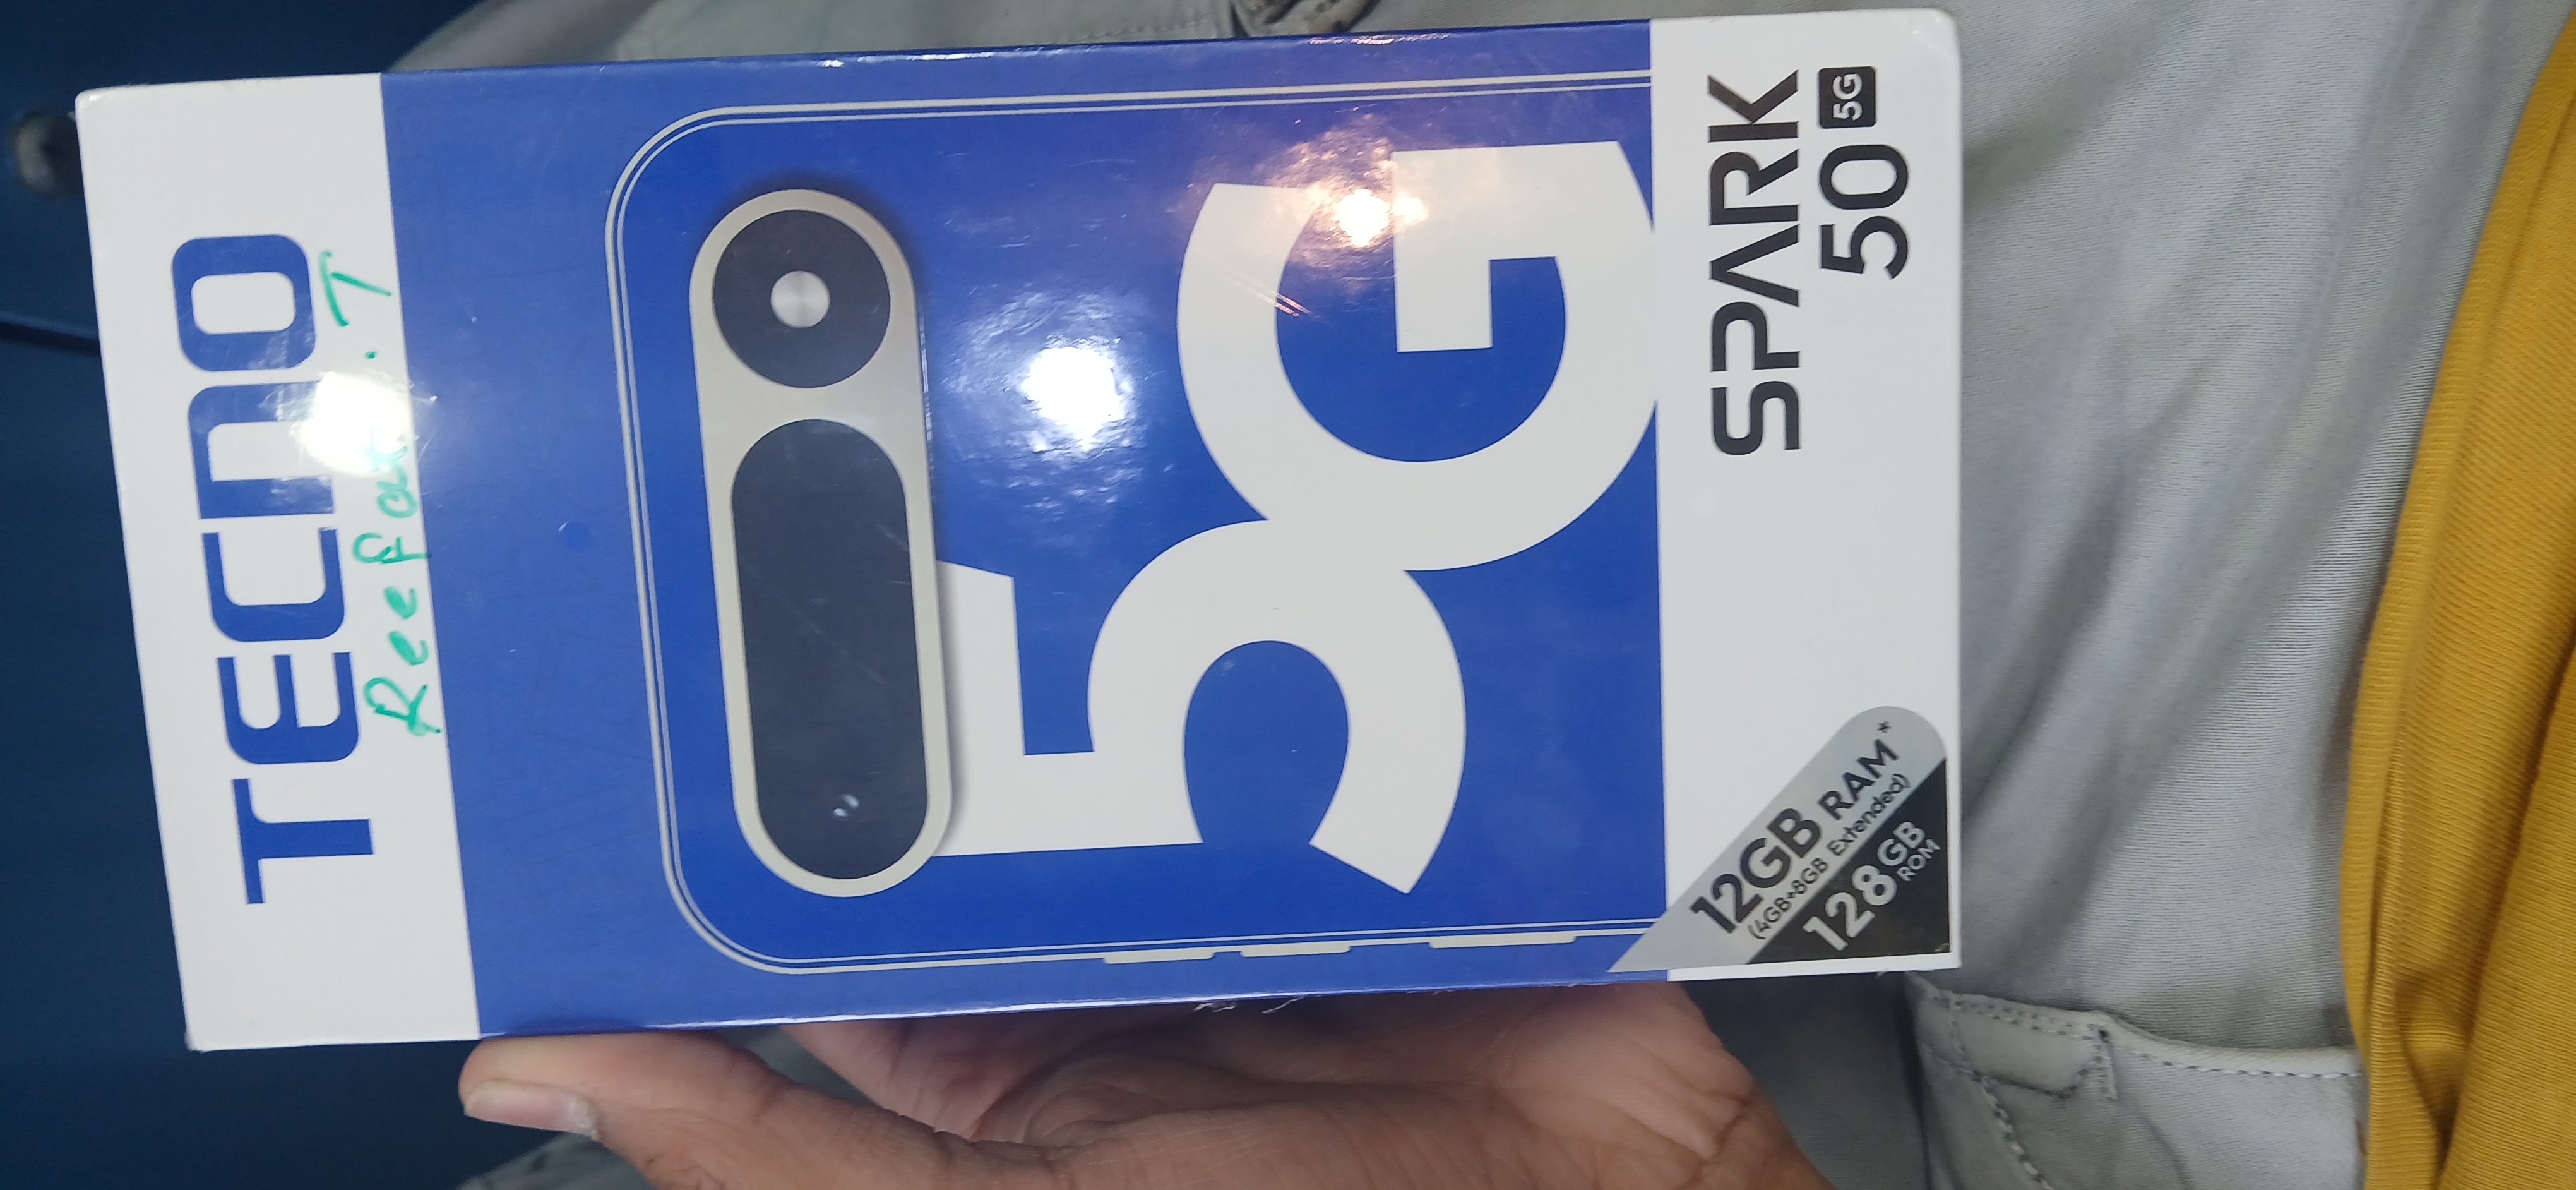 TECNO
Reefat.T
5G
SPARK
50 5G
12GB RAM*
(4GB+8GB Extended)
128GB
ROM